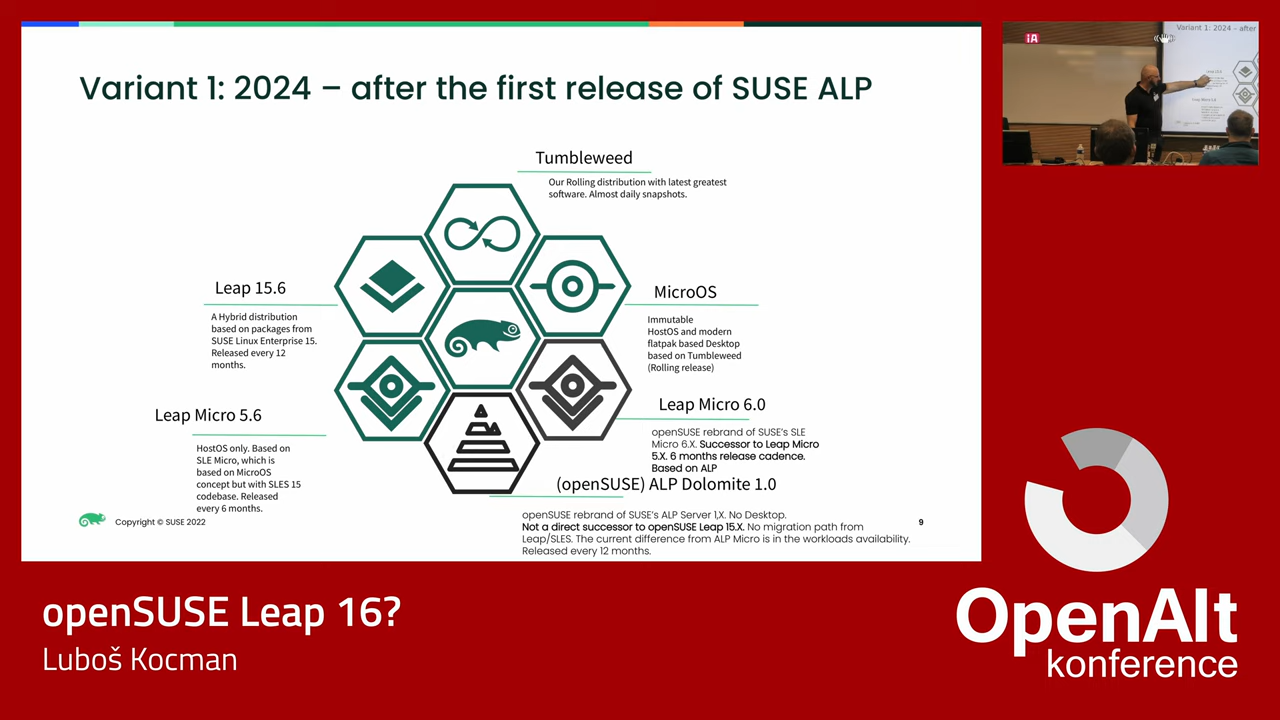 Variant 1: 2024 – after the first release of SUSE ALP
Tumbleweed
Our Rolling distribution with latest greatest
software. Almost daily snapshots.
Leap 15.6
A Hybrid distribution
based on packages from
SUSE Linux Enterprise 15.
Released every 12
months.
MicroOS
Immutable
HostOS and modern
flatpak based Desktop
based on Tumbleweed
(Rolling release)
Leap Micro 5.6
HostOS only. Based on
SLE Micro, which is
based on MicroOS
concept but with SLES 15
codebase. Released
every 6 months.
Leap Micro 6.0
openSUSE rebrand of SUSE's SLE
Micro 6.X. Successor to Leap Micro
5.X. 6 months release cadence.
Based on ALP
(openSUSE) ALP Dolomite 1.0
openSUSE rebrand of SUSE's ALP Server 1,X. No Desktop.
Not a direct successor to openSUSE Leap 15.X. No migration path from
Leap/SLES. The current difference from ALP Micro is in the workloads availability.
Released every 12 months.
Copyright © SUSE 2022
9
Variant 1: 2024 – after
openSUSE Leap 16?
Luboš Kocman
OpenAlt
konference